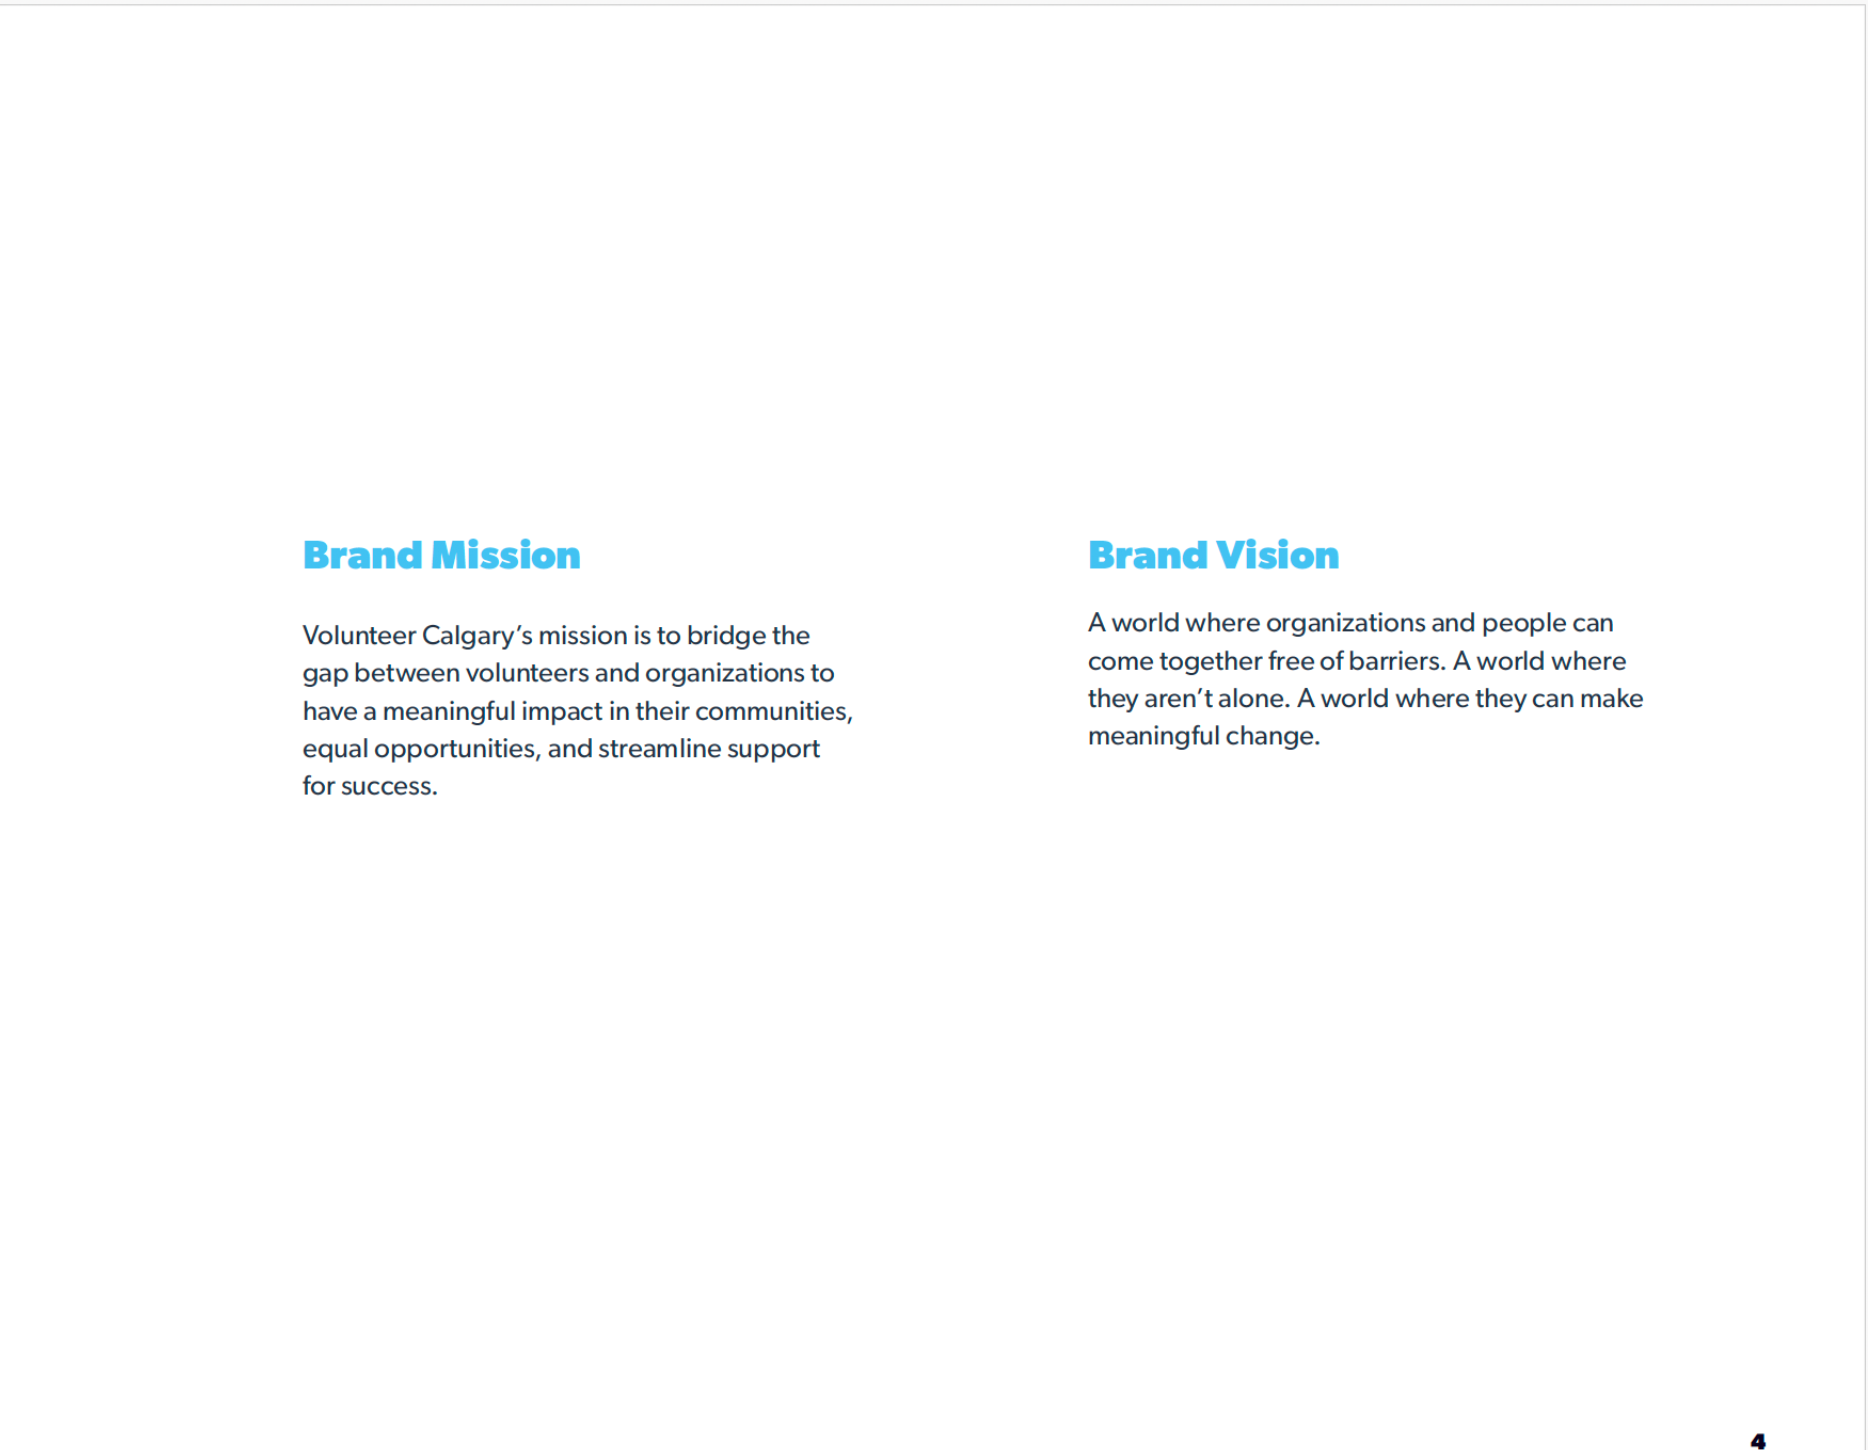 Brand Mission
Volunteer Calgary’s mission is to bridge the
gap between volunteers and organizations to
have a meaningful impact in their communities,
equal opportunities, and streamline support
for success.
Brand Vision
A world where organizations and people can
come together free of barriers. A world where
they aren’t alone. A world where they can make
meaningful change.
4